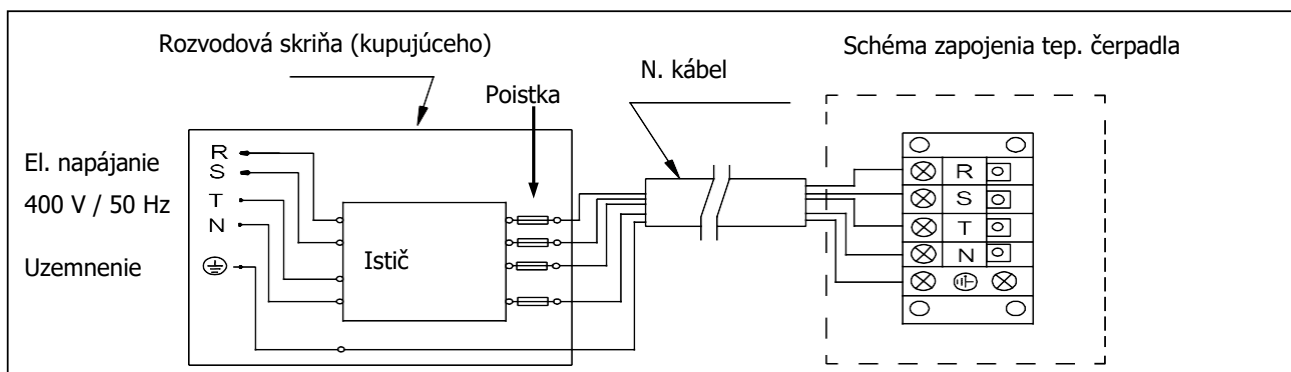 Rozvodová skriňa (kupujúceho)
Schéma zapojenia tep. čerpadla
N. kábel
Poistka
El. napájanie
400 V / 50 Hz
Uzemnenie
R
S
T
N
Istič
R
S
T
N